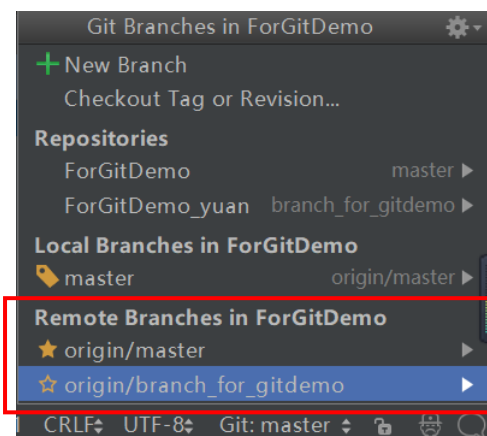 Git Branches in ForGitDemo
New Branch
Checkout Tag or Revision...
Repositories
ForGitDemo master
ForGitDemo_yuan branch_for_gitdemo
Local Branches in ForGitDemo
master origin/master
Remote Branches in ForGitDemo
origin/master
origin/branch_for_gitdemo
CRLF UTF-8 Git: master